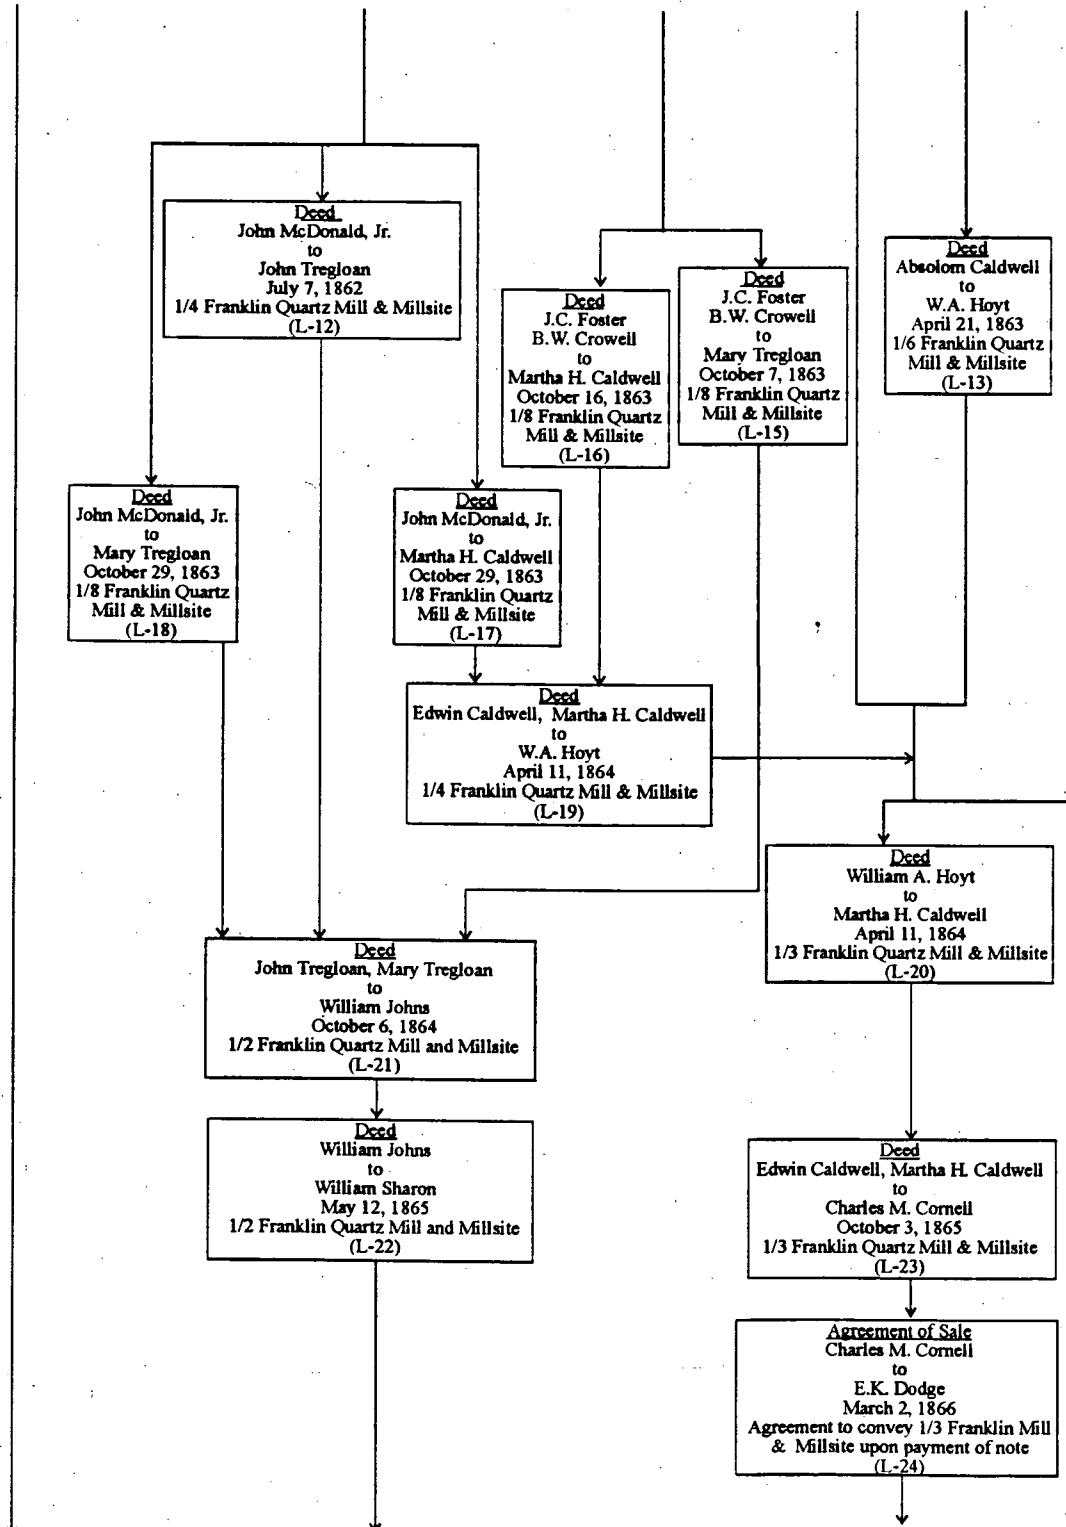 Deed
John McDonald, Jr.
to
John Tregloan
July 7, 1862
1/4 Franklin Quartz Mill & Millsite
(L-12)
Deed
J.C. Foster
B.W. Crowell
to
Martha H. Caldwell
October 16, 1863
1/8 Franklin Quartz
Mill & Millsite
(L-16)
Deed
J.C. Foster
B.W. Crowell
to
Mary Tregloan
October 7, 1863
1/8 Franklin Quartz
Mill & Millsite
(L-15)
Deed
Absolom Caldwell
to
W.A. Hoyt
April 21, 1863
1/6 Franklin Quartz
Mill & Millsite
(L-13)
Deed
John McDonald, Jr.
to
Mary Tregloan
October 29, 1863
1/8 Franklin Quartz
Mill & Millsite
(L-18)
Deed
John McDonald, Jr.
to
Martha H. Caldwell
October 29, 1863
1/8 Franklin Quartz
Mill & Millsite
(L-17)
Deed
Edwin Caldwell, Martha H. Caldwell
to
W.A. Hoyt
April 11, 1864
1/4 Franklin Quartz Mill & Millsite
(L-19)
Deed
William A. Hoyt
to
Martha H. Caldwell
April 11, 1864
1/3 Franklin Quartz Mill & Millsite
(L-20)
Deed
John Tregloan, Mary Tregloan
to
William Johns
October 6, 1864
1/2 Franklin Quartz Mill and Millsite
(L-21)
Deed
William Johns
to
William Sharon
May 12, 1865
1/2 Franklin Quartz Mill and Millsite
(L-22)
Deed
Edwin Caldwell, Martha H. Caldwell
to
Charles M. Cornell
October 3, 1865
1/3 Franklin Quartz Mill & Millsite
(L-23)
Agreement of Sale
Charles M. Cornell
to
E.K. Dodge
March 2, 1866
Agreement to convey 1/3 Franklin Mill
& Millsite upon payment of note
(L-24)